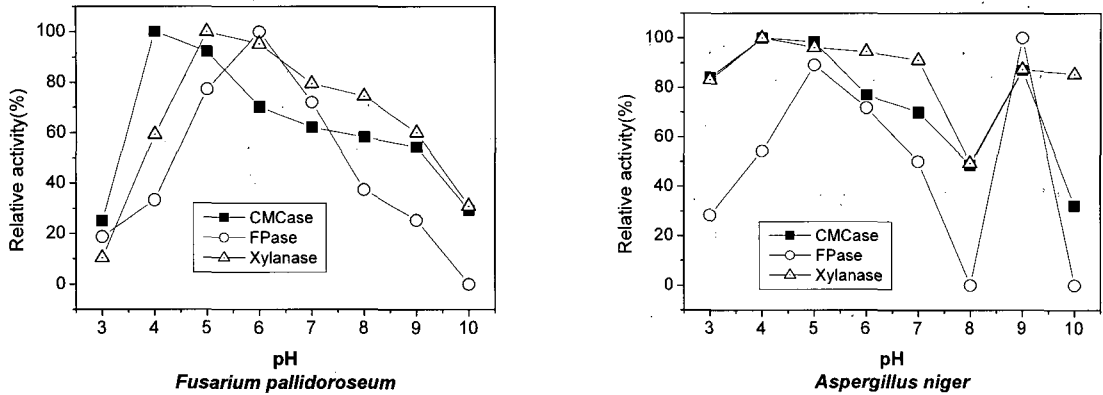 Relative activity(%)
100
80
60
40
20
0
CMCase
FPase
Xylanase
3 4 5 6 7 8 9 10
pH
Fusarium pallidoroseum
Relative activity(%)
100
80
60
40
20
0
CMCase
FPase
Xylanase
3 4 5 6 7 8 9 10
pH
Aspergillus niger